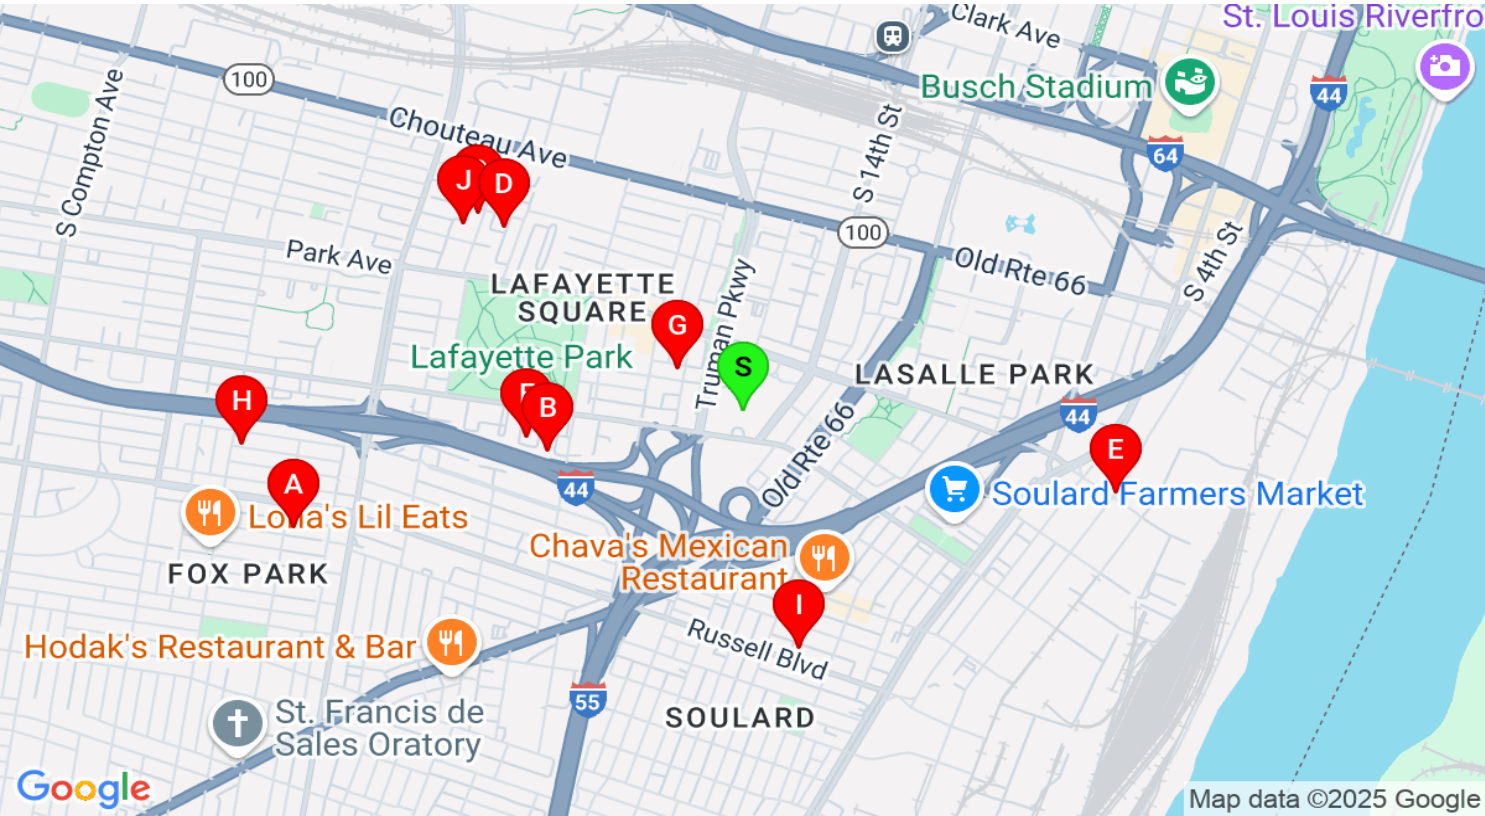 Clark Ave
St. Louis Riverfro
Busch Stadium
44
100
S Compton Ave
Chouteau Ave
S 14th St
64
J
D
100
Park Ave
Old Rte 66
S 4th St
LAFAYETTE
SQUARE
G
Truman Pkwy
Lafayette Park
S
LASALLE PARK
H
B
44
E
Old Rte 66
A
44
Soulard Farmers Market
Lona's Lil Eats
Chava's Mexican
Restaurant
FOX PARK
I
Hodak's Restaurant & Bar
Russell Blvd
55
St. Francis de
Sales Oratory
SOULARD
Google
Map data ©2025 Google